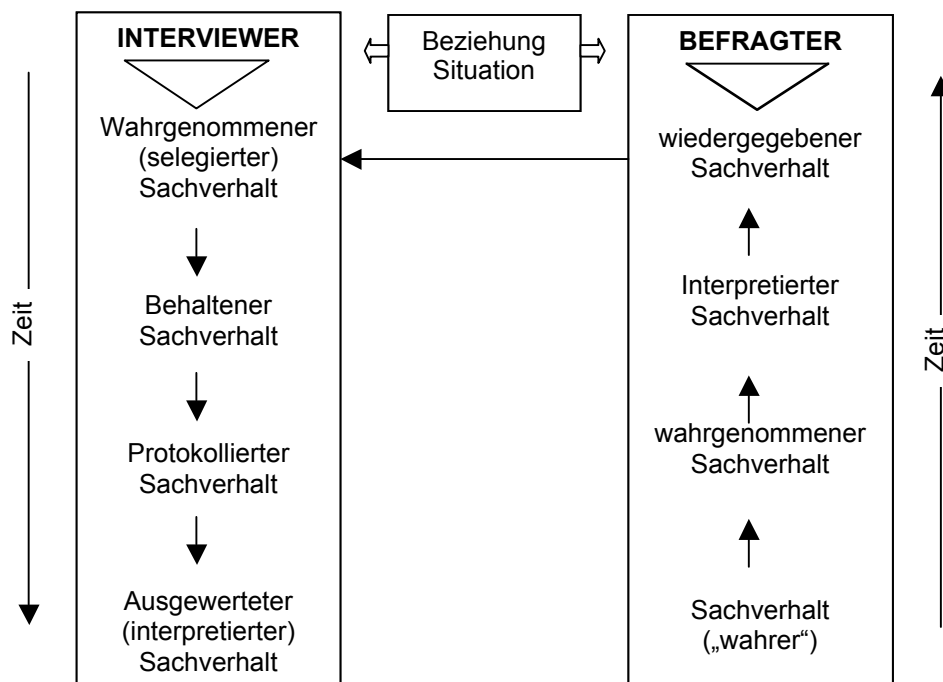 INTERVIEWER
Wahrgenommener
(selegierter)
Sachverhalt
Behaltener
Sachverhalt
Protokollierter
Sachverhalt
Ausgewerteter
(interpretierter)
Sachverhalt
Zeit
Beziehung
Situation
BEFRAGTER
wiedergegebener
Sachverhalt
Interpretierter
Sachverhalt
wahrgenommener
Sachverhalt
Sachverhalt
(„wahrer“)
Zeit